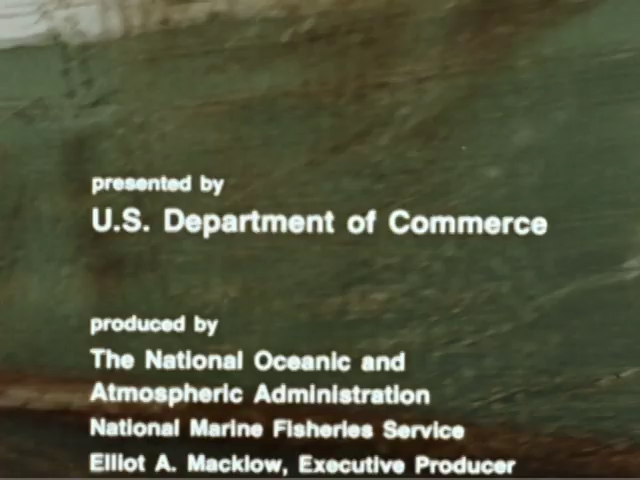 presented by
U.S. Department of Commerce
produced by
The National Oceanic and
Atmospheric Administration
National Marine Fisheries Service
Elliot A. Macklow, Executive Producer